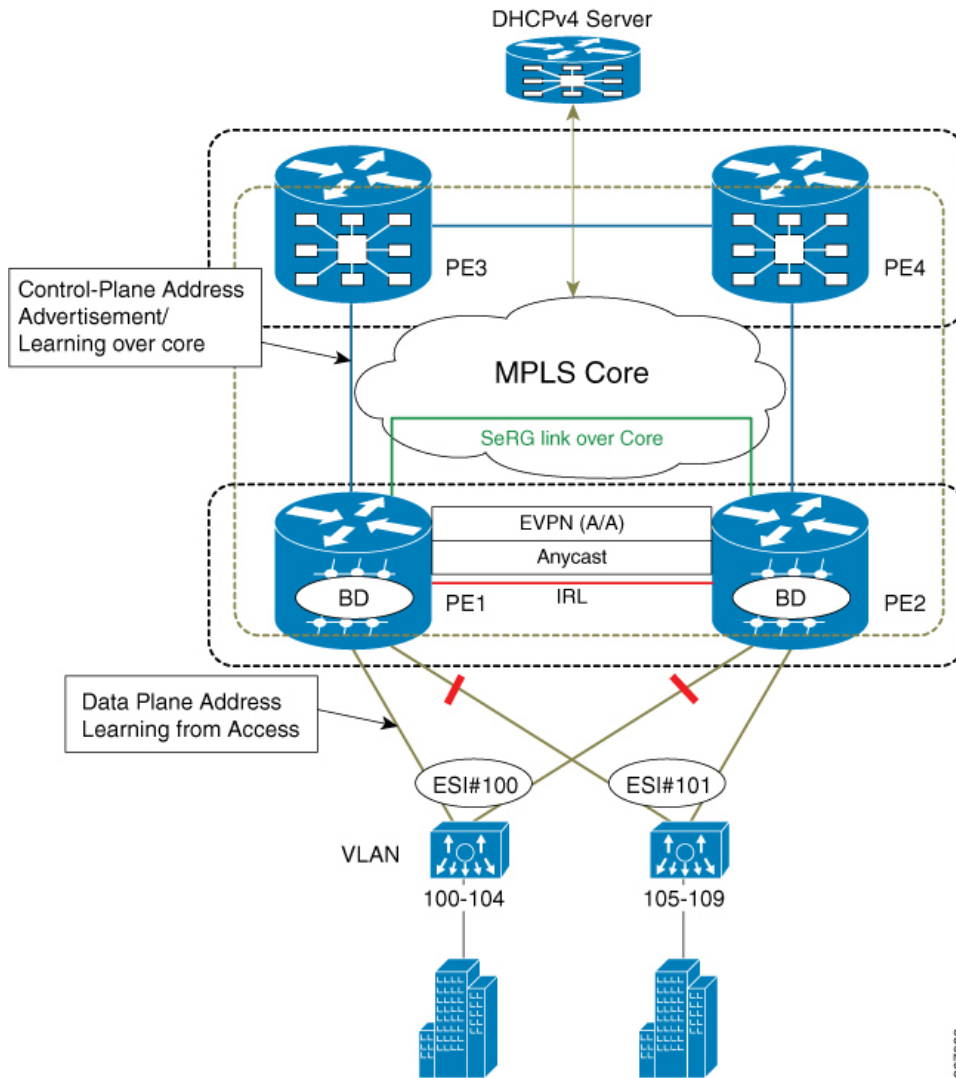 DHCPv4 Server
PE3
PE4
Control-Plane Address
Advertisement/
Learning over core
MPLS Core
SeRG link over Core
EVPN (A/A)
Anycast
IRL
BD
PE1
BD
PE2
Data Plane Address
Learning from Access
ESI#100
ESI#101
VLAN
100-104
105-109